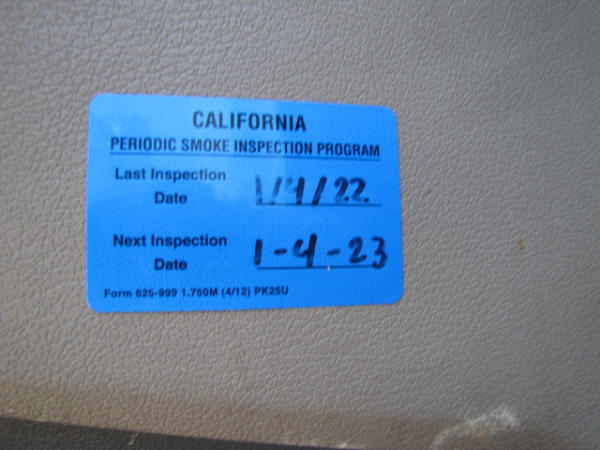 CALIFORNIA
PERIODIC SMOKE INSPECTION PROGRAM
Last Inspection
Date 1/4/22
Next Inspection
Date 1-4-23
Form 625-999 1.750M (4/12) PK25U